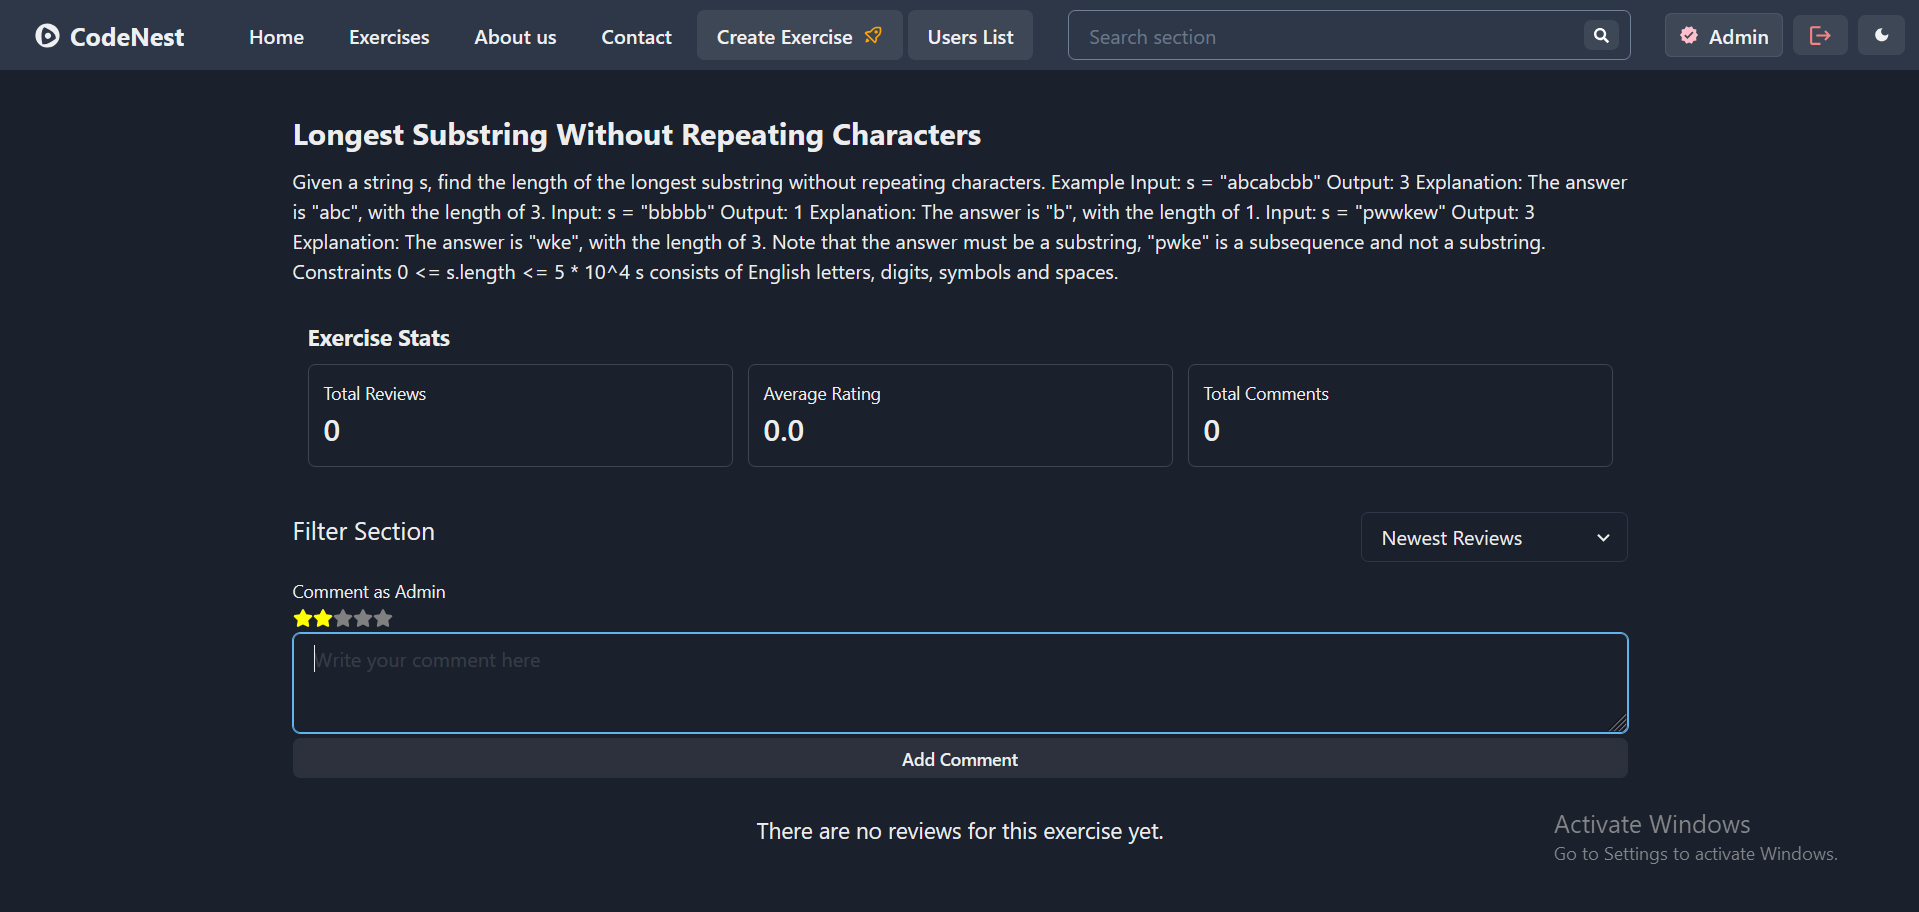 CodeNest
Home
Exercises
About us
Contact
Create Exercise
Users List
Search section
Admin
Longest Substring Without Repeating Characters
Given a string s, find the length of the longest substring without repeating characters. Example Input: s = "abcabcbb" Output: 3 Explanation: The answer
is "abc", with the length of 3. Input: s = "bbbbb" Output: 1 Explanation: The answer is "b", with the length of 1. Input: s = "pwwkew" Output: 3
Explanation: The answer is "wke", with the length of 3. Note that the answer must be a substring, "pwke" is a subsequence and not a substring.
Constraints 0 <= s.length <= 5 * 10^4 s consists of English letters, digits, symbols and spaces.
Exercise Stats
Total Reviews
0
Average Rating
0.0
Total Comments
0
Filter Section
Newest Reviews
Comment as Admin
Write your comment here
Add Comment
There are no reviews for this exercise yet.
Activate Windows
Go to Settings to activate Windows.